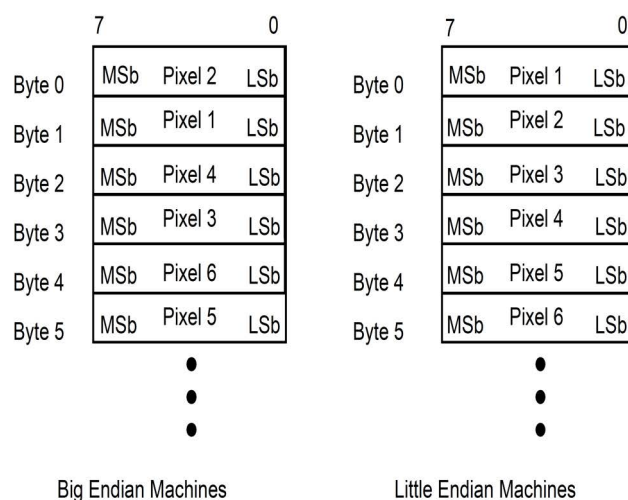 7 0 7 0
Byte 0 MSb Pixel 2 LSb Byte 0 MSb Pixel 1 LSb
Byte 1 MSb Pixel 1 LSb Byte 1 MSb Pixel 2 LSb
Byte 2 MSb Pixel 4 LSb Byte 2 MSb Pixel 3 LSb
Byte 3 MSb Pixel 3 LSb Byte 3 MSb Pixel 4 LSb
Byte 4 MSb Pixel 6 LSb Byte 4 MSb Pixel 5 LSb
Byte 5 MSb Pixel 5 LSb Byte 5 MSb Pixel 6 LSb
Big Endian Machines Little Endian Machines